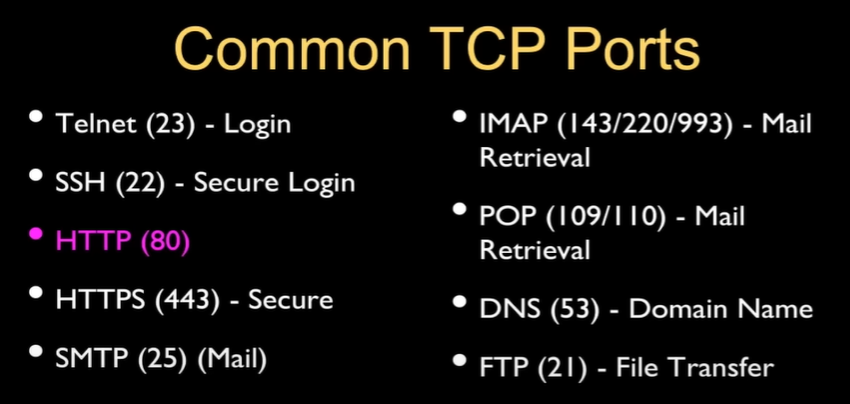 Common TCP Ports
• Telnet (23) - Login
• SSH (22) - Secure Login
• HTTP (80)
• HTTPS (443) - Secure
• SMTP (25) (Mail)
• IMAP (143/220/993) - Mail
Retrieval
• POP (109/110) - Mail
Retrieval
• DNS (53) - Domain Name
• FTP (21) - File Transfer